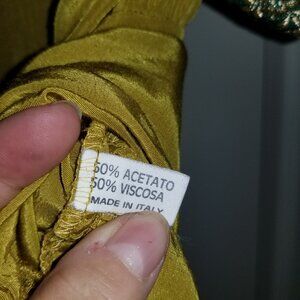 50% ACETATO
50% VISCOSA
MADE IN ITALY